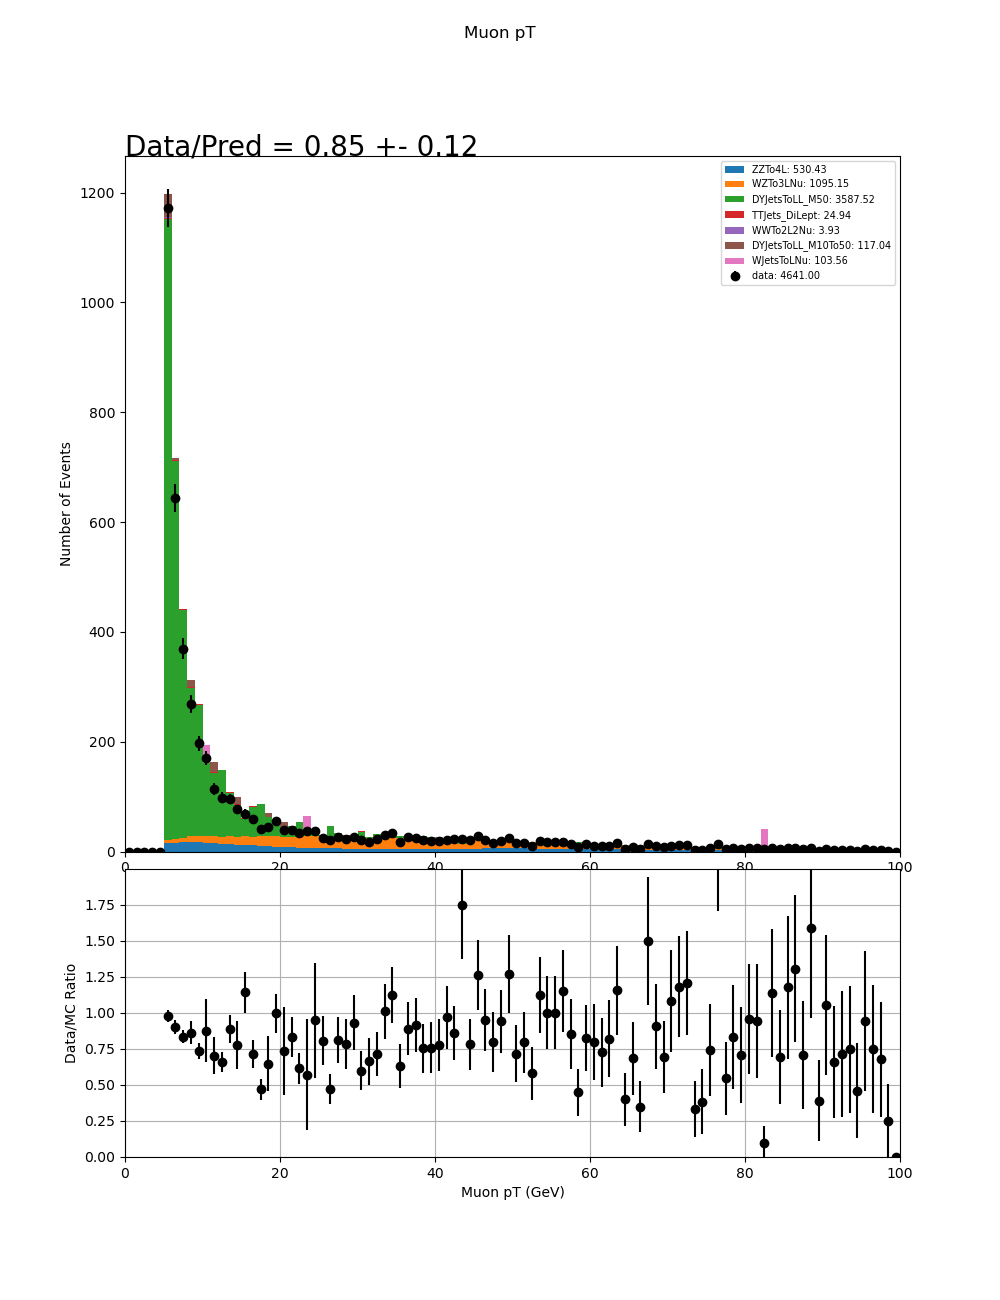 Muon pT
Data/Pred = 0.85 +- 0.12
ZZTo4L: 530.43
WZTo3LNu: 1095.15
DYJetsToLL_M50: 3587.52
TTJets_DiLept: 24.94
WWTo2L2Nu: 3.93
DYJetsToLL_M10To50: 117.04
WJetsToLNu: 103.56
data: 4641.00
Number of Events
1200
1000
800
600
400
200
0
0 20 40 60 80 100
Data/MC Ratio
1.75
1.50
1.25
1.00
0.75
0.50
0.25
0.00
0 20 40 60 80 100
Muon pT (GeV)